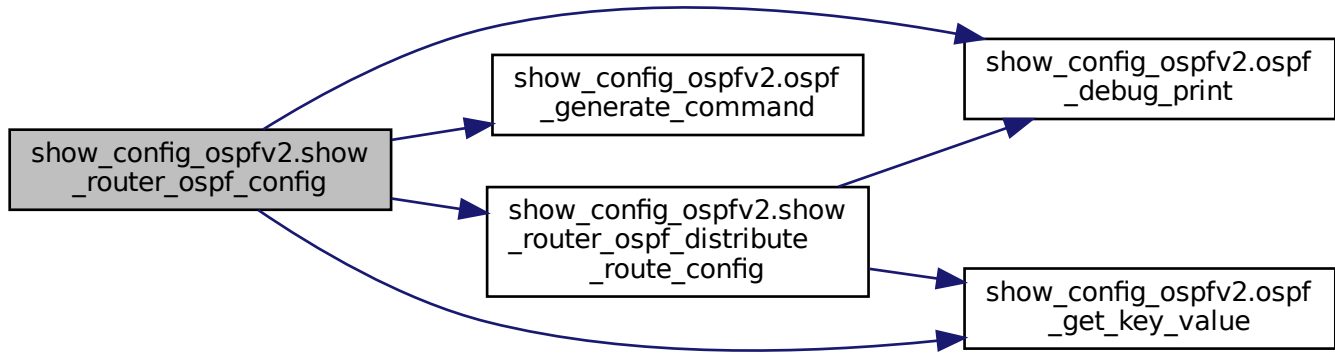 show_config_ospfv2.show
_router_ospf_config
show_config_ospfv2.ospf
_generate_command
show_config_ospfv2.show
_router_ospf_distribute
_route_config
show_config_ospfv2.ospf
_debug_print
show_config_ospfv2.ospf
_get_key_value